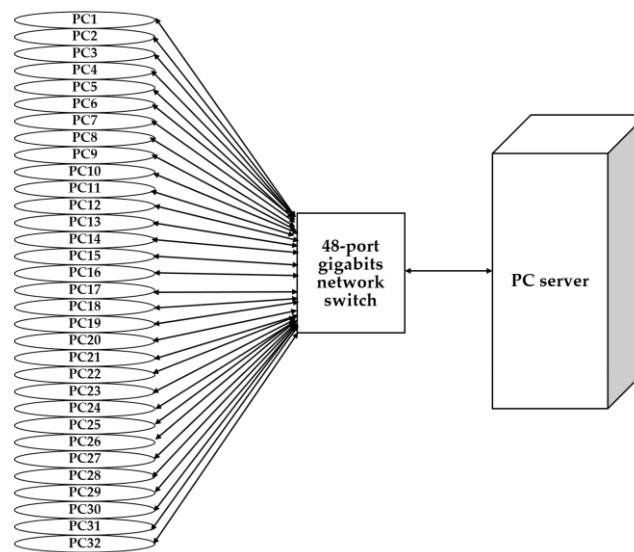 PC1
PC2
PC3
PC4
PC5
PC6
PC7
PC8
PC9
PC10
PC11
PC12
PC13
PC14
PC15
PC16
PC17
PC18
PC19
PC20
PC21
PC22
PC23
PC24
PC25
PC26
PC27
PC28
PC29
PC30
PC31
PC32
48-port
gigabits
network
switch
PC server